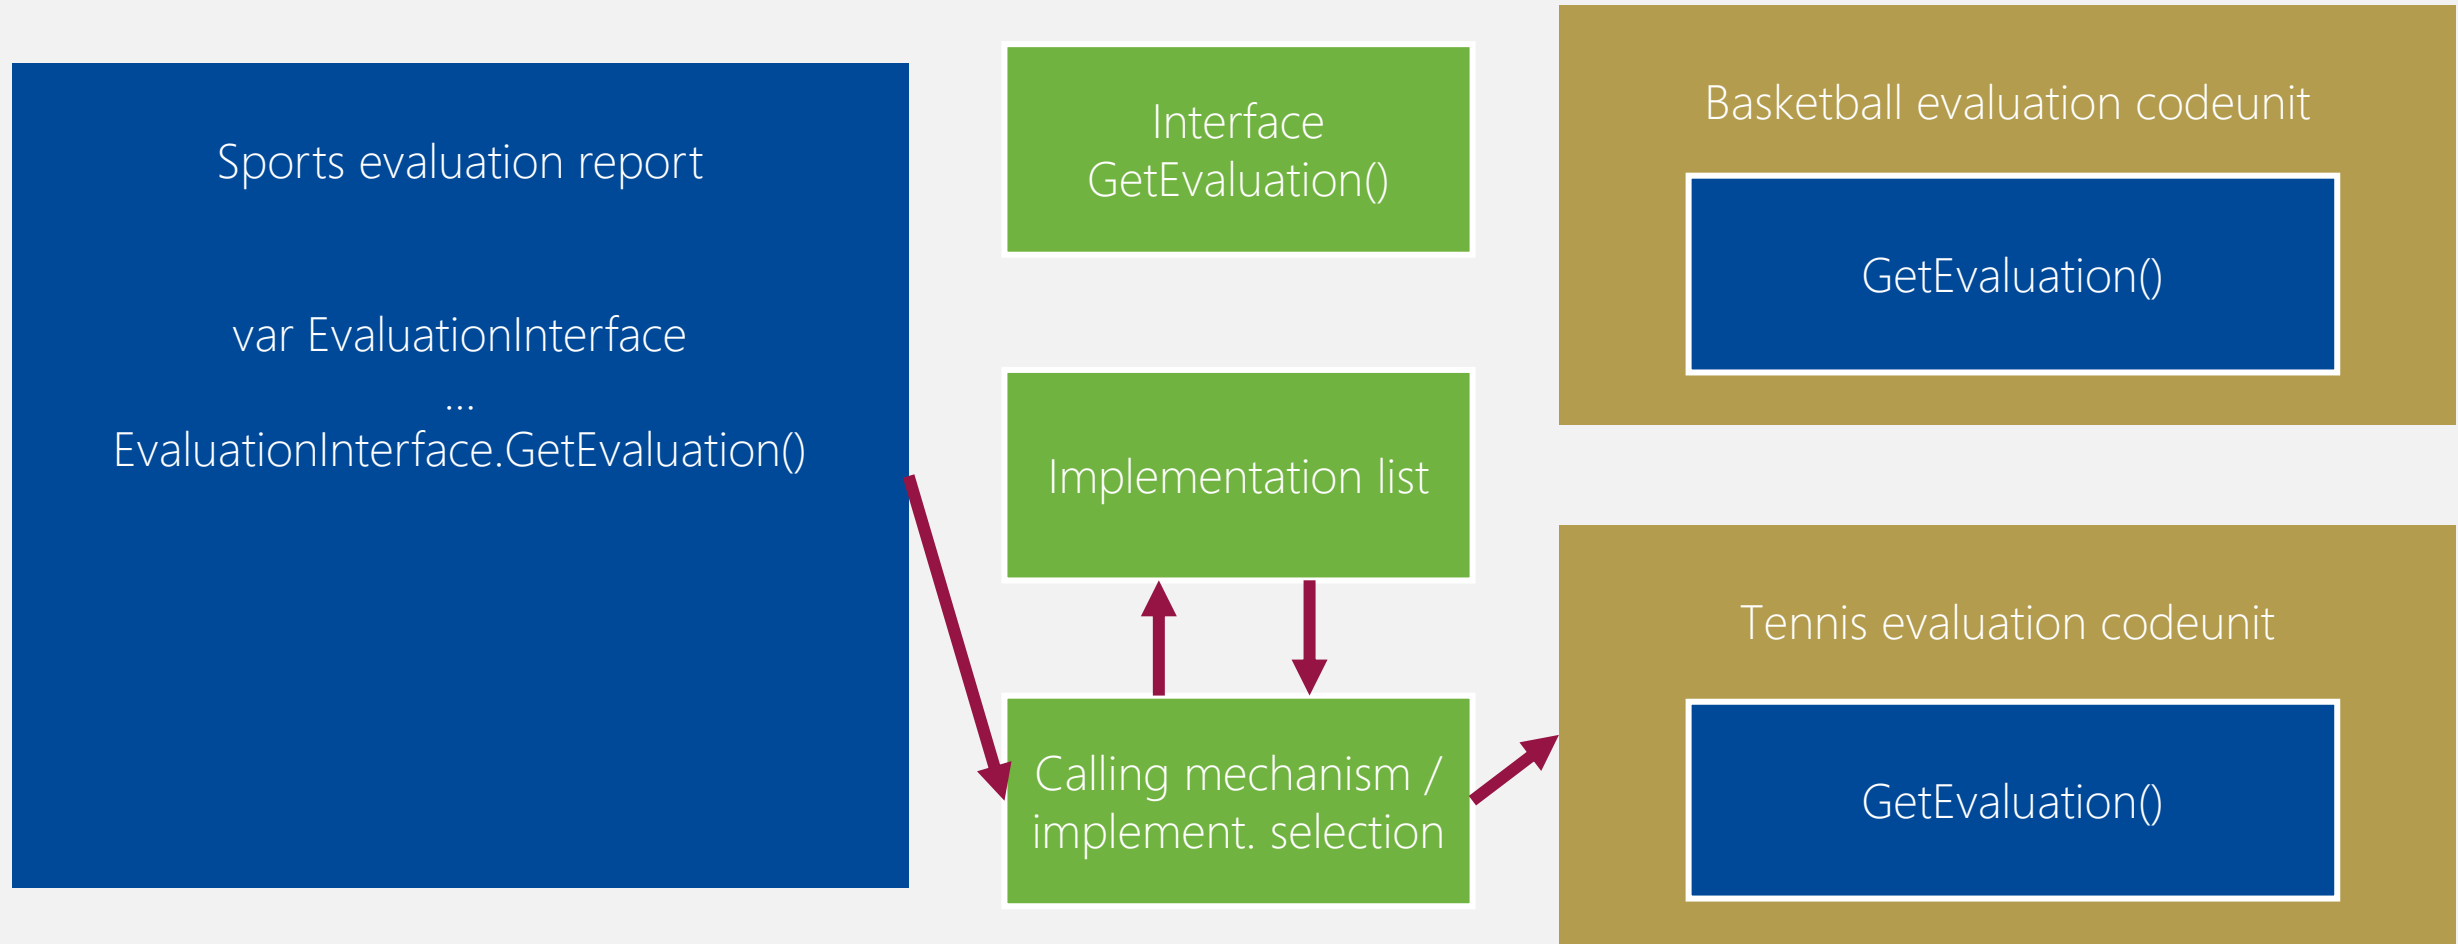 Sports evaluation report
var EvaluationInterface
...
EvaluationInterface.GetEvaluation()
Interface
GetEvaluation()
Implementation list
Calling mechanism /
implement. selection
Basketball evaluation codeunit
GetEvaluation()
Tennis evaluation codeunit
GetEvaluation()